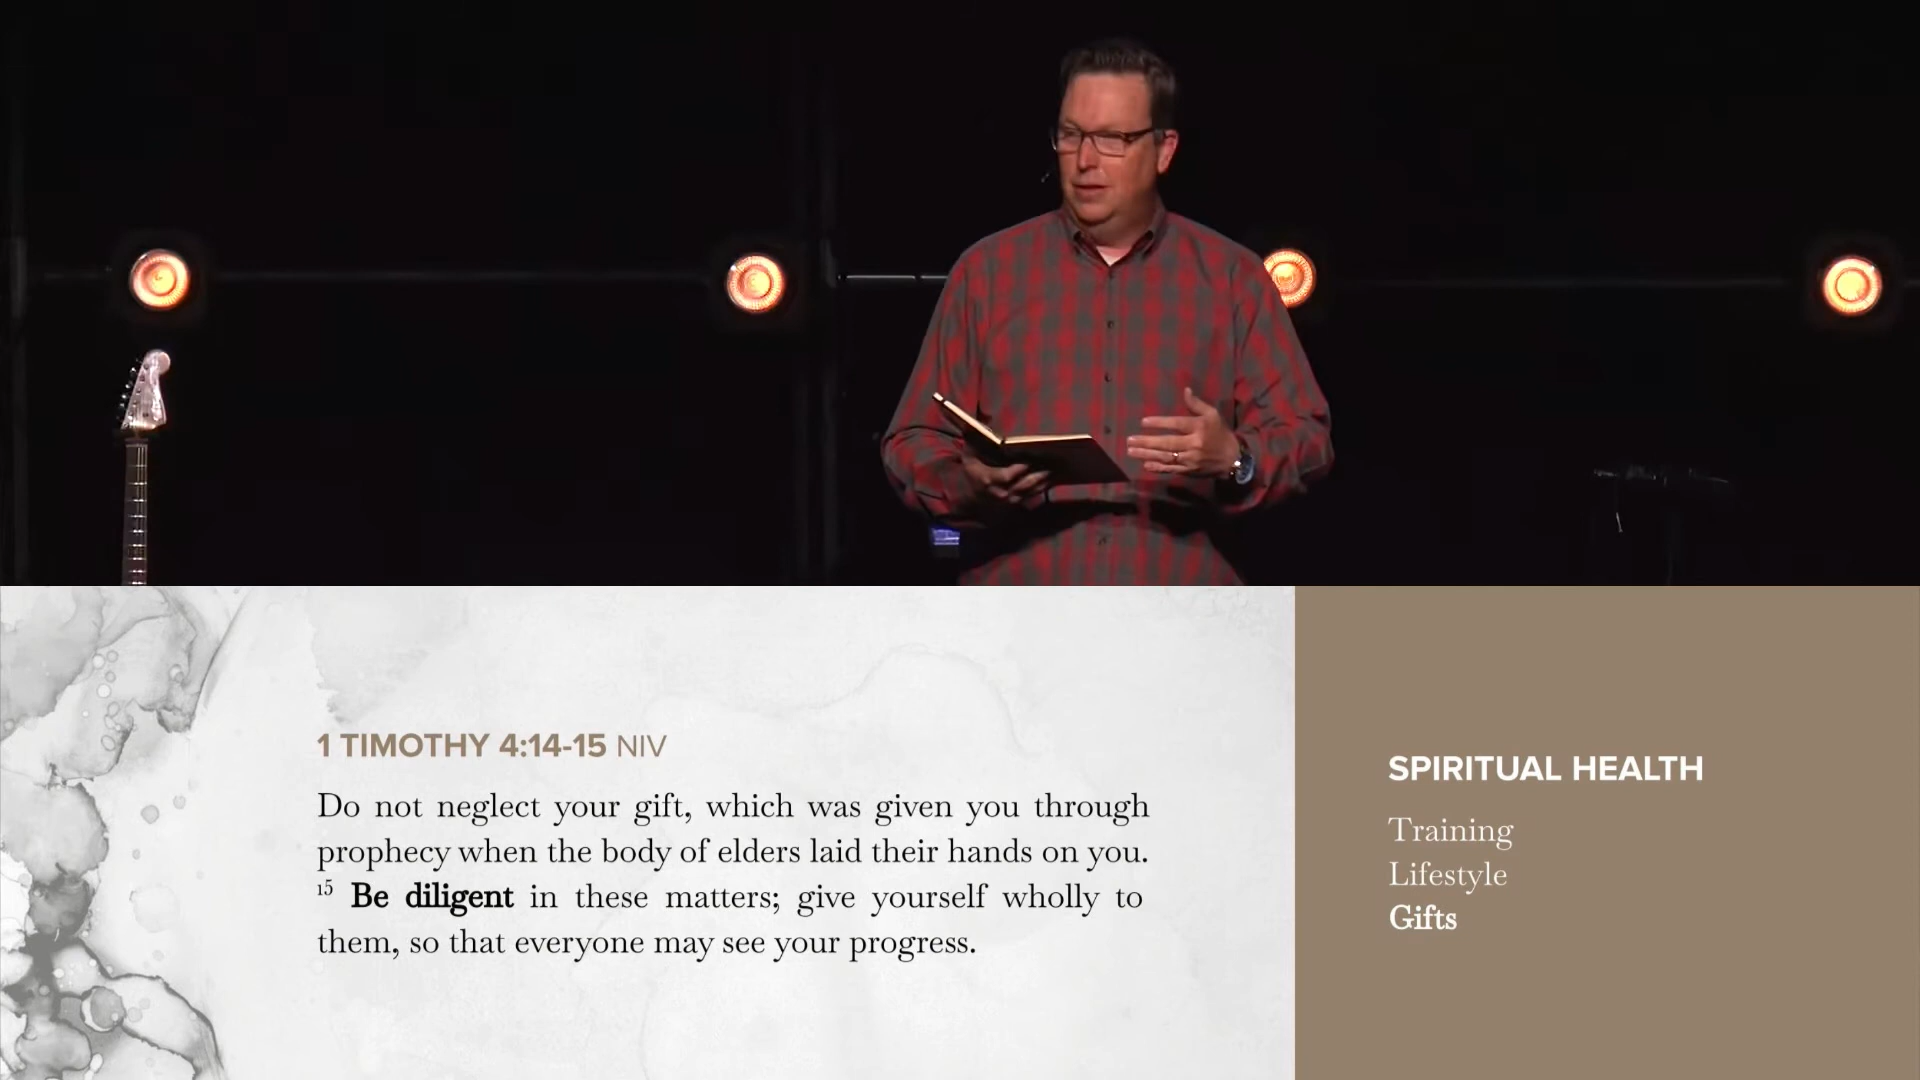 1 TIMOTHY 4:14-15 NIV
Do not neglect your gift, which was given you through
prophecy when the body of elders laid their hands on you.
15 Be diligent in these matters; give yourself wholly to
them, so that everyone may see your progress.
SPIRITUAL HEALTH
Training
Lifestyle
Gifts